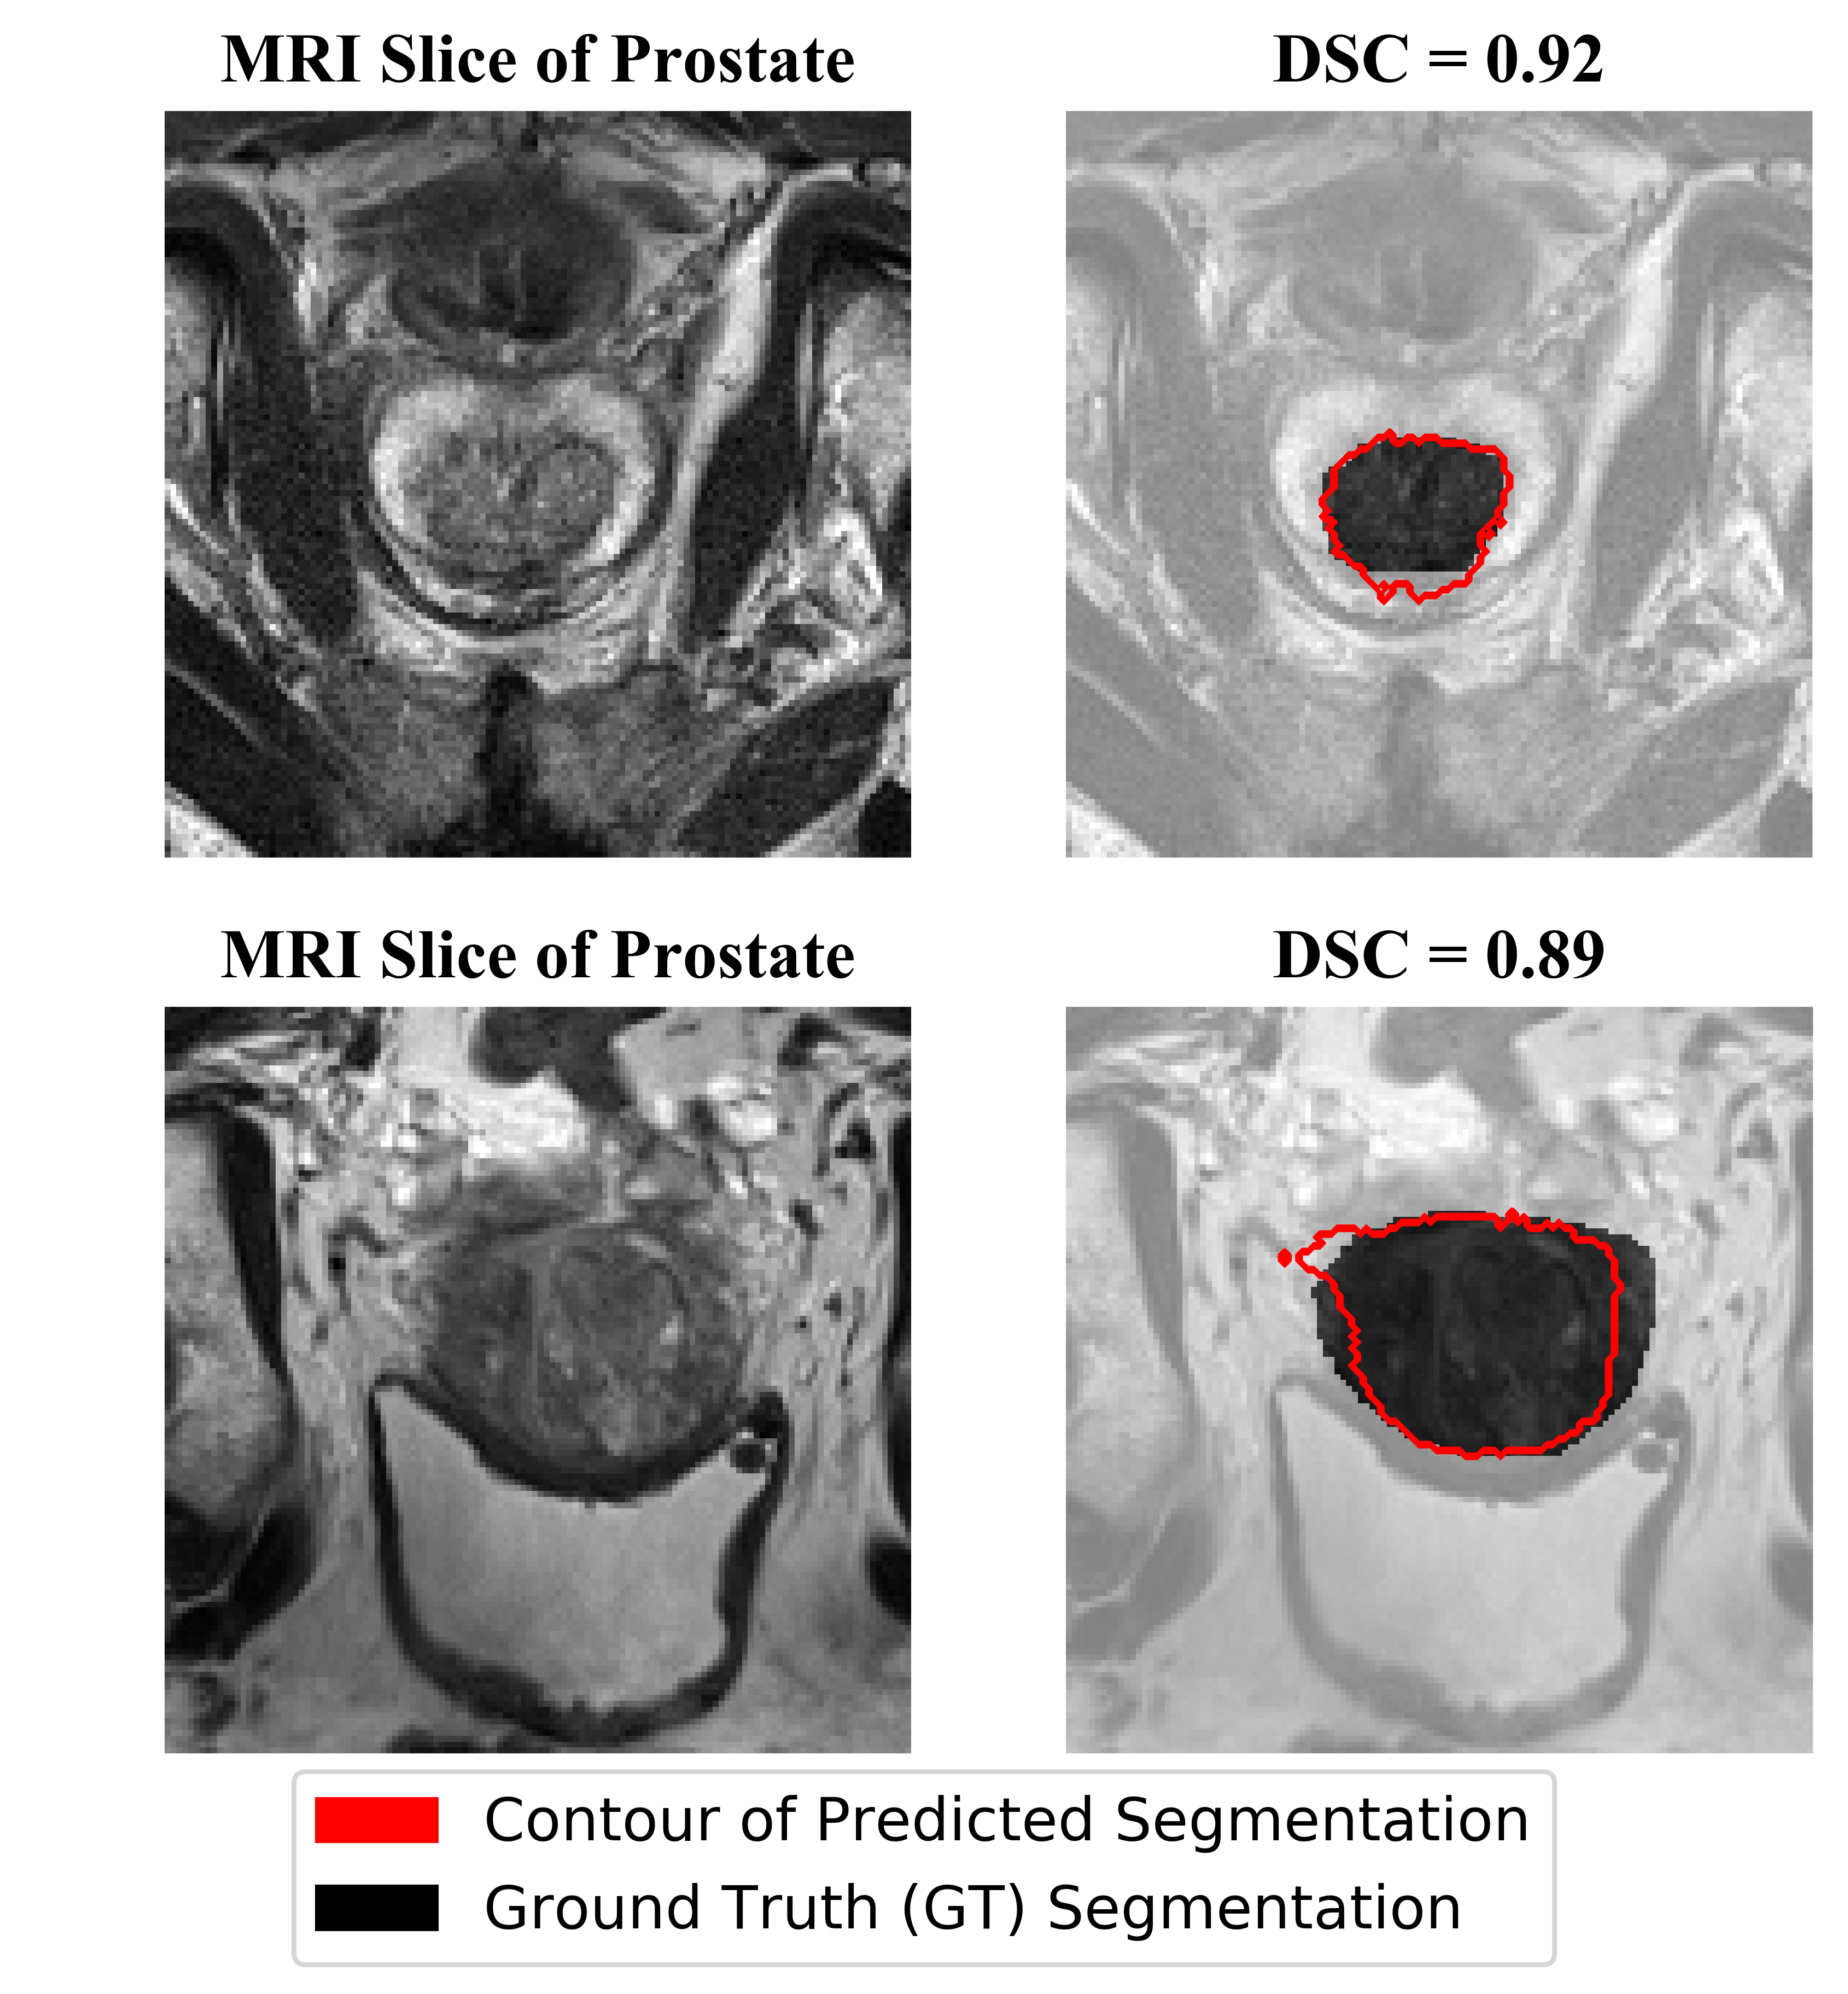 MRI Slice of Prostate
DSC = 0.92
MRI Slice of Prostate
DSC = 0.89
Contour of Predicted Segmentation
Ground Truth (GT) Segmentation